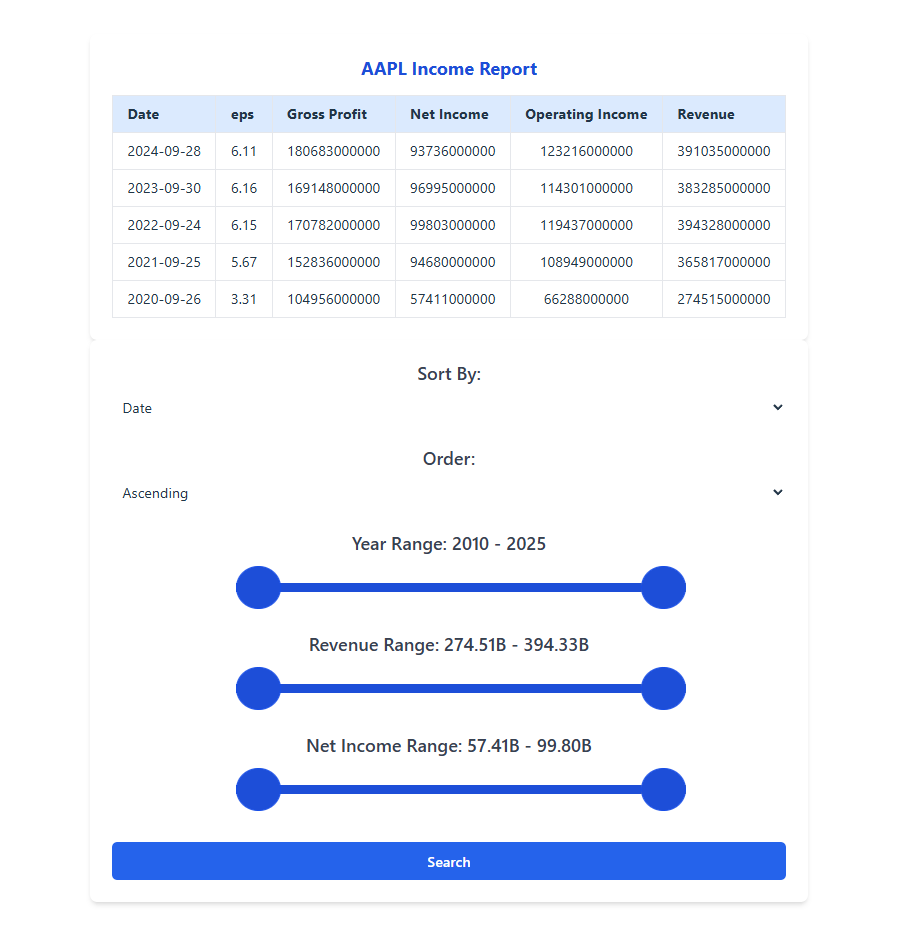 AAPL Income Report
Date eps Gross Profit Net Income Operating Income Revenue
2024-09-28 6.11 180683000000 93736000000 123216000000 391035000000
2023-09-30 6.16 169148000000 96995000000 114301000000 383285000000
2022-09-24 6.15 170782000000 99803000000 119437000000 394328000000
2021-09-25 5.67 152836000000 94680000000 108949000000 365817000000
2020-09-26 3.31 104956000000 57411000000 66288000000 274515000000
Sort By:
Date
Order:
Ascending
Year Range: 2010 - 2025
Revenue Range: 274.51B - 394.33B
Net Income Range: 57.41B - 99.80B
Search